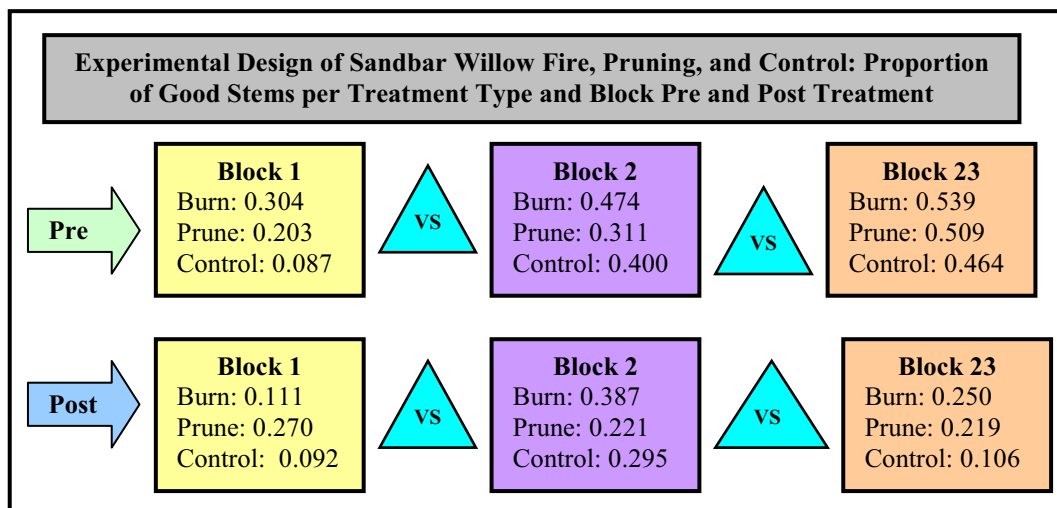 Experimental Design of Sandbar Willow Fire, Pruning, and Control: Proportion
of Good Stems per Treatment Type and Block Pre and Post Treatment
Pre
Block 1
Burn: 0.304
Prune: 0.203
Control: 0.087
VS
Block 2
Burn: 0.474
Prune: 0.311
Control: 0.400
VS
Block 23
Burn: 0.539
Prune: 0.509
Control: 0.464
Post
Block 1
Burn: 0.111
Prune: 0.270
Control: 0.092
VS
Block 2
Burn: 0.387
Prune: 0.221
Control: 0.295
VS
Block 23
Burn: 0.250
Prune: 0.219
Control: 0.106